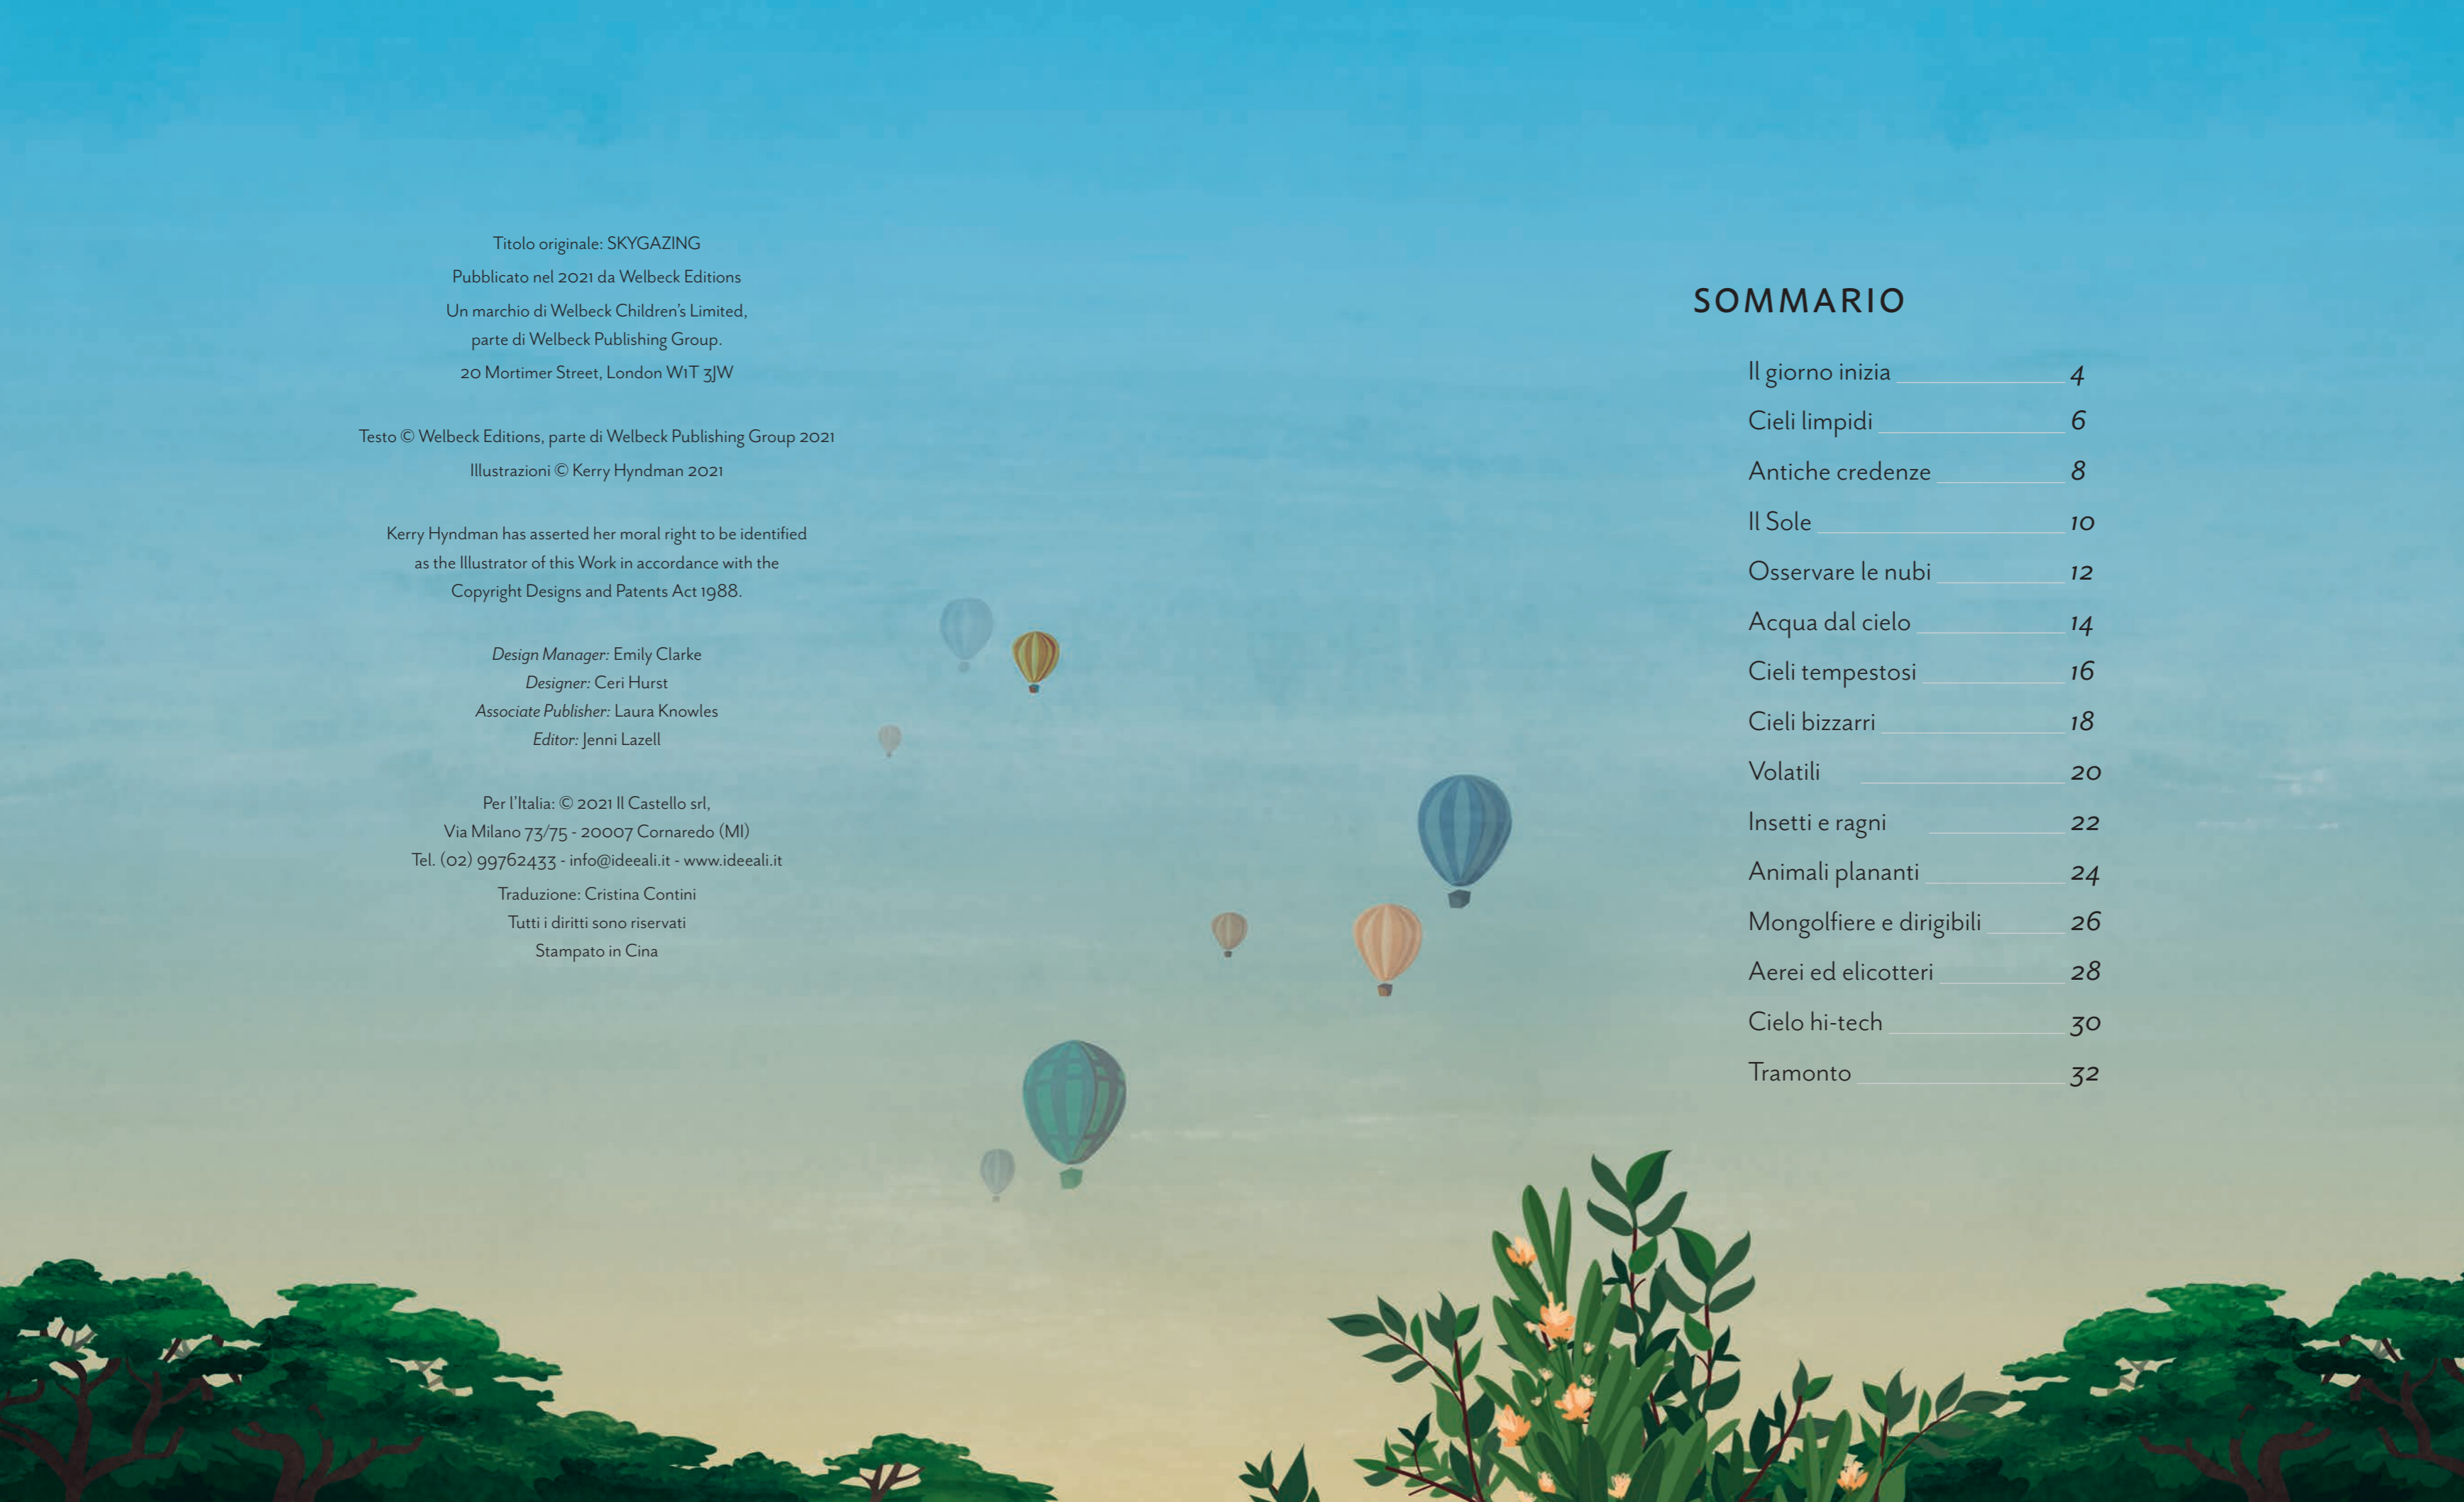 Titolo originale: SKYGAZING
Pubblicato nel 2021 da Welbeck Editions
Un marchio di Welbeck Children's Limited,
parte di Welbeck Publishing Group.
20 Mortimer Street, London W1T 3JW
Testo © Welbeck Editions, parte di Welbeck Publishing Group 2021
Illustrazioni © Kerry Hyndman 2021
Kerry Hyndman has asserted her moral right to be identified
as the Illustrator of this Work in accordance with the
Copyright Designs and Patents Act 1988.
Design Manager: Emily Clarke
Designer: Ceri Hurst
Associate Publisher: Laura Knowles
Editor: Jenni Lazell
Per l'Italia: © 2021 Il Castello srl,
Via Milano 73/75 - 20007 Cornaredo (MI)
Tel. (02) 99762433 - info@ideeali.it - www.ideeali.it
Traduzione: Cristina Contini
Tutti i diritti sono riservati
Stampato in Cina
SOMMARIO
Il giorno inizia 4
Cieli limpidi 6
Antiche credenze 8
Il Sole 10
Osservare le nubi 12
Acqua dal cielo 14
Cieli tempestosi 16
Cieli bizzarri 18
Volatili 20
Insetti e ragni 22
Animali plananti 24
Mongolfiere e dirigibili 26
Aerei ed elicotteri 28
Cielo hi-tech 30
Tramonto 32